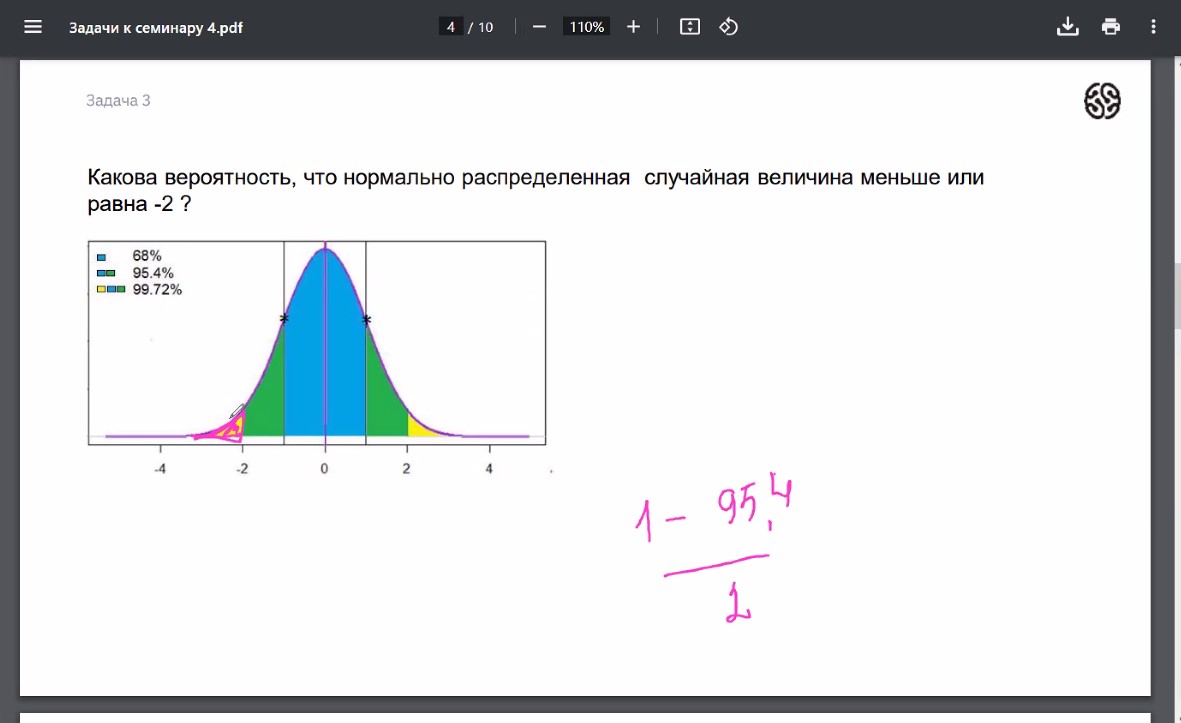 Задачи к семинару 4.pdf
4 / 10
110%
Задача 3
Какова вероятность, что нормально распределенная случайная величина меньше или
равна -2 ?
68%
95.4%
99.72%
-4 -2 0 2 4
1 - 95.4
2